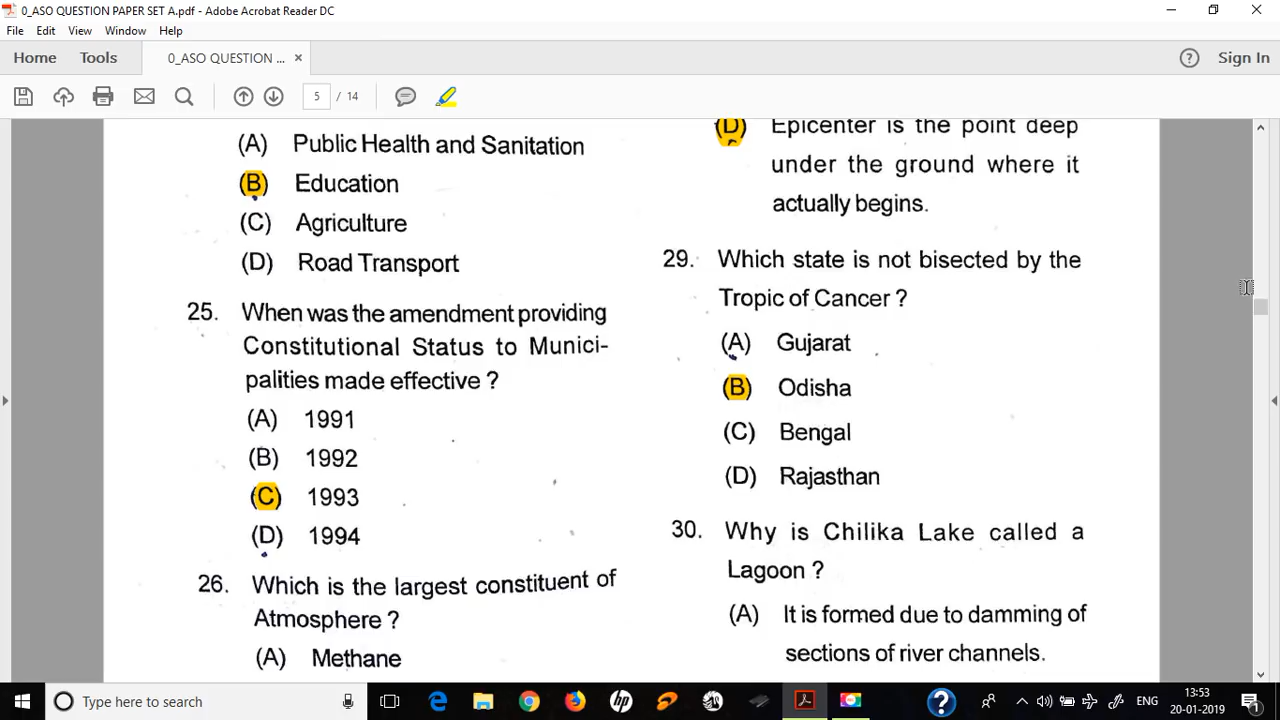 0_ASO QUESTION PAPER SET A.pdf - Adobe Acrobat Reader DC
File Edit View Window Help
Home Tools 0_ASO QUESTION ... × Sign In
5 / 14
(A) Public Health and Sanitation
(B) Education
(C) Agriculture
(D) Road Transport
25. When was the amendment providing
Constitutional Status to Munici-
palities made effective ?
(A) 1991
(B) 1992
(C) 1993
(D) 1994
26. Which is the largest constituent of
Atmosphere ?
(A) Methane
(D) Epicenter is the point deep
under the ground where it
actually begins.
29. Which state is not bisected by the
Tropic of Cancer ?
(A) Gujarat
(B) Odisha
(C) Bengal
(D) Rajasthan
30. Why is Chilika Lake called a
Lagoon ?
(A) It is formed due to damming of
sections of river channels.
Type here to search
hp
ENG
13:53
20-01-2019
1